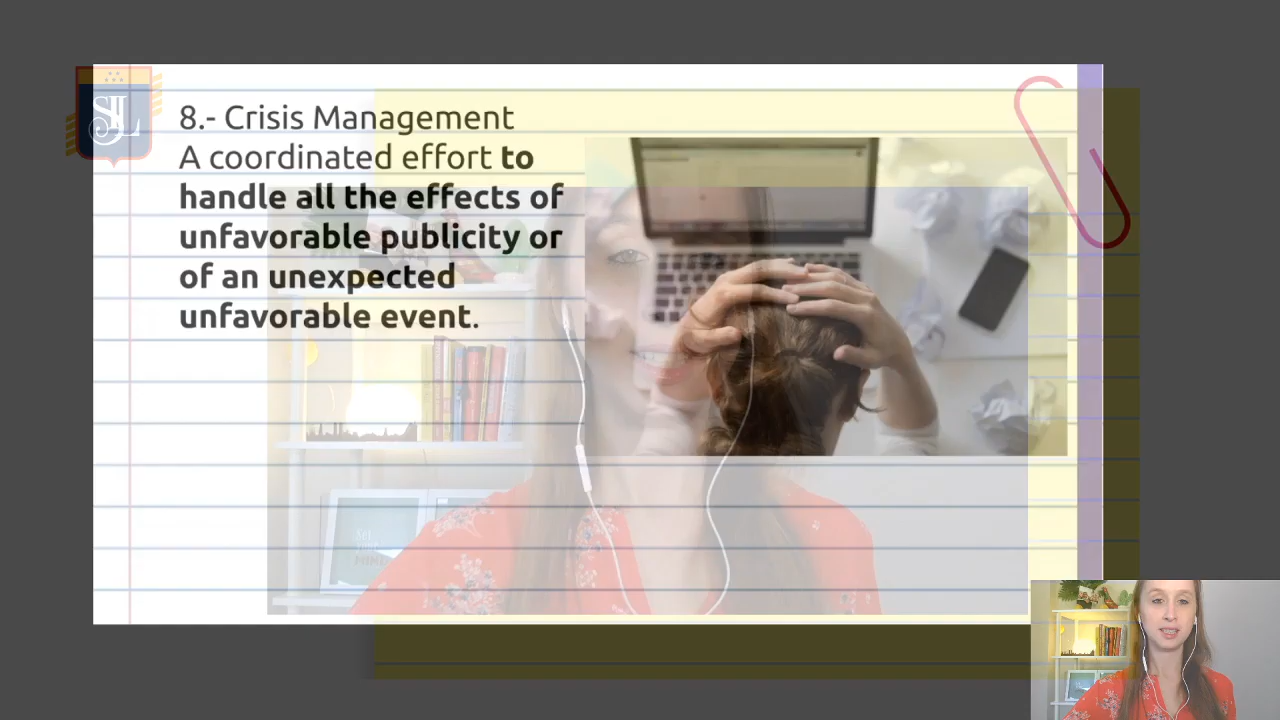 SJL
8.- Crisis Management
A coordinated effort to
handle all the effects of
unfavorable publicity or
of an unexpected
unfavorable event.